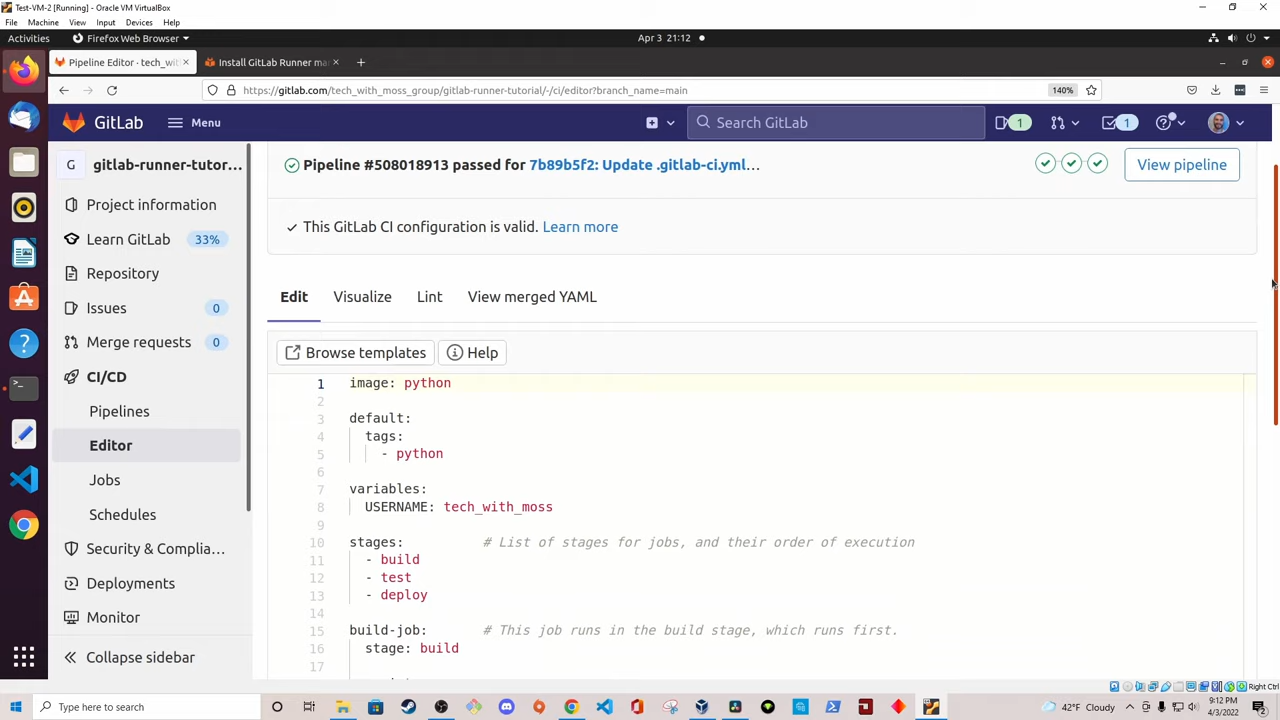 Test-VM-2 [Running] - Oracle VM VirtualBox
File Machine View Input Devices Help
Activities Firefox Web Browser Apr 3 21:12
Pipeline Editor · tech_wit Install GitLab Runner ma
https://gitlab.com/tech_with_moss_group/gitlab-runner-tutorial/-/ci/editor?branch_name=main 140%
GitLab Menu Search GitLab 1 1
G gitlab-runner-tutor...
Project information
Learn GitLab 33%
Repository
Issues 0
Merge requests 0
CI/CD
Pipelines
Editor
Jobs
Schedules
Security & Complia...
Deployments
Monitor
Collapse sidebar
Pipeline #508018913 passed for 7b89b5f2: Update .gitlab-ci.yml... View pipeline
This GitLab CI configuration is valid. Learn more
Edit Visualize Lint View merged YAML
Browse templates Help
1 image: python
2
3 default:
4 tags:
5 - python
6
7 variables:
8 USERNAME: tech_with_moss
9
10 stages: # List of stages for jobs, and their order of execution
11 - build
12 - test
13 - deploy
14
15 build-job: # This job runs in the build stage, which runs first.
16 stage: build
17
Right Ctrl
Type here to search 42°F Cloudy 9:12 PM
4/3/2022 2